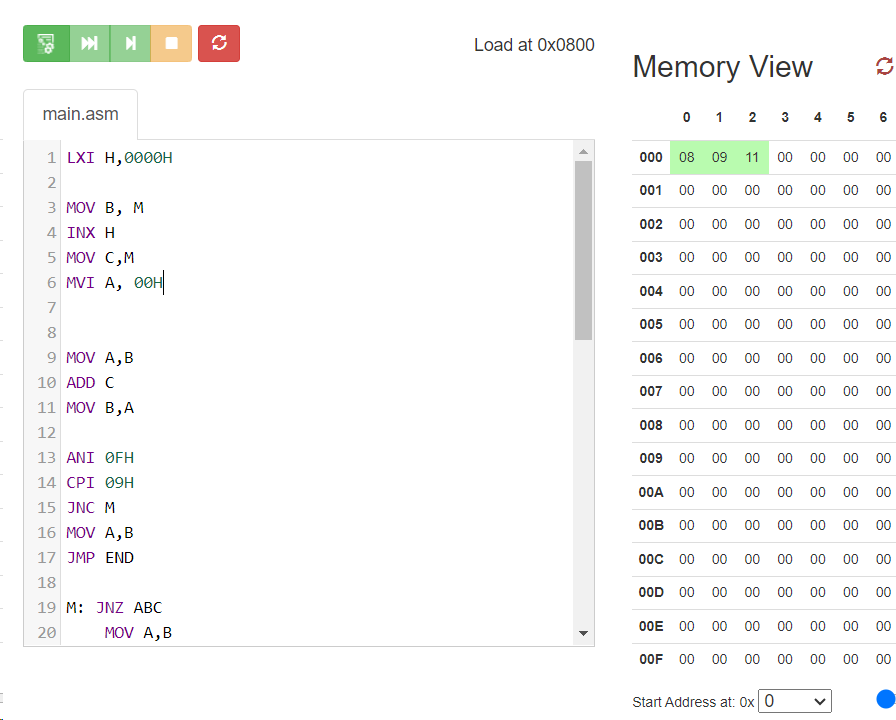 Load at 0x0800
main.asm
1 LXI H,0000H
2
3 MOV B, M
4 INX H
5 MOV C,M
6 MVI A, 00H
7
8
9 MOV A,B
10 ADD C
11 MOV B,A
12
13 ANI 0FH
14 CPI 09H
15 JNC M
16 MOV A,B
17 JMP END
18
19 M: JNZ ABC
20 MOV A,B
Memory View
0 1 2 3 4 5 6
000 08 09 11 00 00 00 00
001 00 00 00 00 00 00 00
002 00 00 00 00 00 00 00
003 00 00 00 00 00 00 00
004 00 00 00 00 00 00 00
005 00 00 00 00 00 00 00
006 00 00 00 00 00 00 00
007 00 00 00 00 00 00 00
008 00 00 00 00 00 00 00
009 00 00 00 00 00 00 00
00A 00 00 00 00 00 00 00
00B 00 00 00 00 00 00 00
00C 00 00 00 00 00 00 00
00D 00 00 00 00 00 00 00
00E 00 00 00 00 00 00 00
00F 00 00 00 00 00 00 00
Start Address at: 0x 0